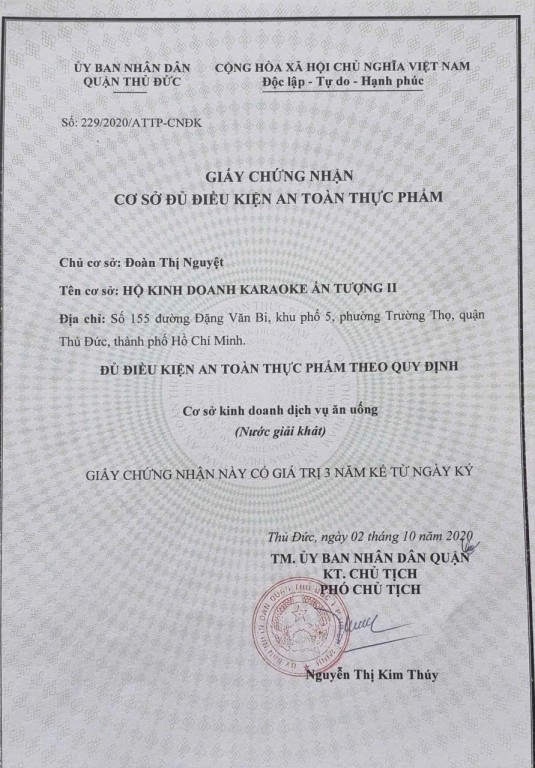 ỦY BAN NHÂN DÂN
QUẬN THỦ ĐỨC
CỘNG HÒA XÃ HỘI CHỦ NGHĨA VIỆT NAM
Độc lập - Tự do - Hạnh phúc
Số: 229/2020/ATTP-CNĐK
GIẤY CHỨNG NHẬN
CƠ SỞ ĐỦ ĐIỀU KIỆN AN TOÀN THỰC PHẨM
Chủ cơ sở: Đoàn Thị Nguyệt
Tên cơ sở: HỘ KINH DOANH KARAOKE ẤN TƯỢNG II
Địa chỉ: Số 155 đường Đặng Văn Bi, khu phố 5, phường Trường Thọ, quận
Thủ Đức, thành phố Hồ Chí Minh.
ĐỦ ĐIỀU KIỆN AN TOÀN THỰC PHẨM THEO QUY ĐỊNH
Cơ sở kinh doanh dịch vụ ăn uống
(Nước giải khát)
GIẤY CHỨNG NHẬN NÀY CÓ GIÁ TRỊ 3 NĂM KỂ TỪ NGÀY KÝ
Thủ Đức, ngày 02 tháng 10 năm 2020
TM. ỦY BAN NHÂN DÂN QUẬN
KT. CHỦ TỊCH
PHÓ CHỦ TỊCH
Nguyễn Thị Kim Thúy